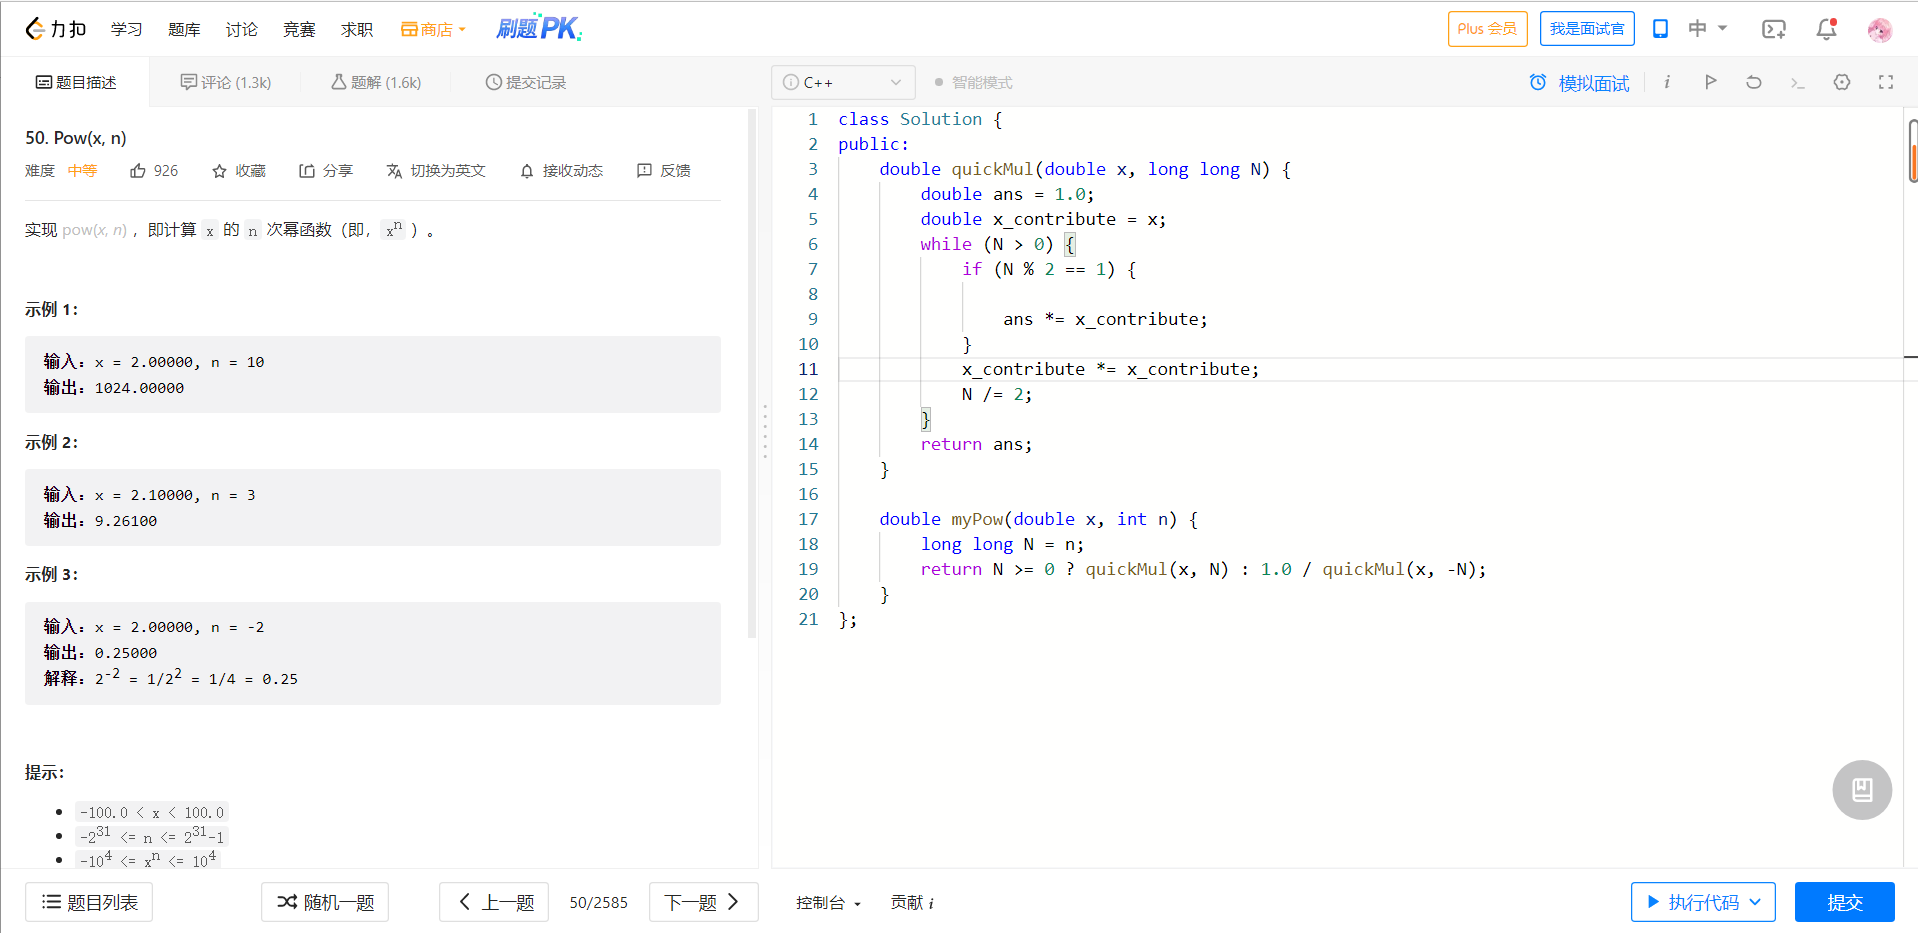 力扣 学习 题库 讨论 竞赛 求职 商店 刷题PK Plus 会员 我是面试官 中
题目描述 评论 (1.3k) 题解 (1.6k) 提交记录
50. Pow(x, n)
难度 中等 926 收藏 分享 切换为英文 接收动态 反馈
实现 pow(x, n) ，即计算 x 的 n 次幂函数（即，xⁿ ）。
示例 1：
输入：x = 2.00000, n = 10
输出：1024.00000
示例 2：
输入：x = 2.10000, n = 3
输出：9.26100
示例 3：
输入：x = 2.00000, n = -2
输出：0.25000
解释：2⁻² = 1/2² = 1/4 = 0.25
提示：
-100.0 < x < 100.0
-2³¹ <= n <= 2³¹-1
-10⁴ <= xⁿ <= 10⁴
题目列表 随机一题 上一题 50/2585 下一题
C++ 智能模式 模拟面试 i
1 class Solution {
2 public:
3     double quickMul(double x, long long N) {
4         double ans = 1.0;
5         double x_contribute = x;
6         while (N > 0) {
7             if (N % 2 == 1) {
8
9                 ans *= x_contribute;
10             }
11             x_contribute *= x_contribute;
12             N /= 2;
13         }
14         return ans;
15     }
16
17     double myPow(double x, int n) {
18         long long N = n;
19         return N >= 0 ? quickMul(x, N) : 1.0 / quickMul(x, -N);
20     }
21 };
控制台 贡献 i 执行代码 提交